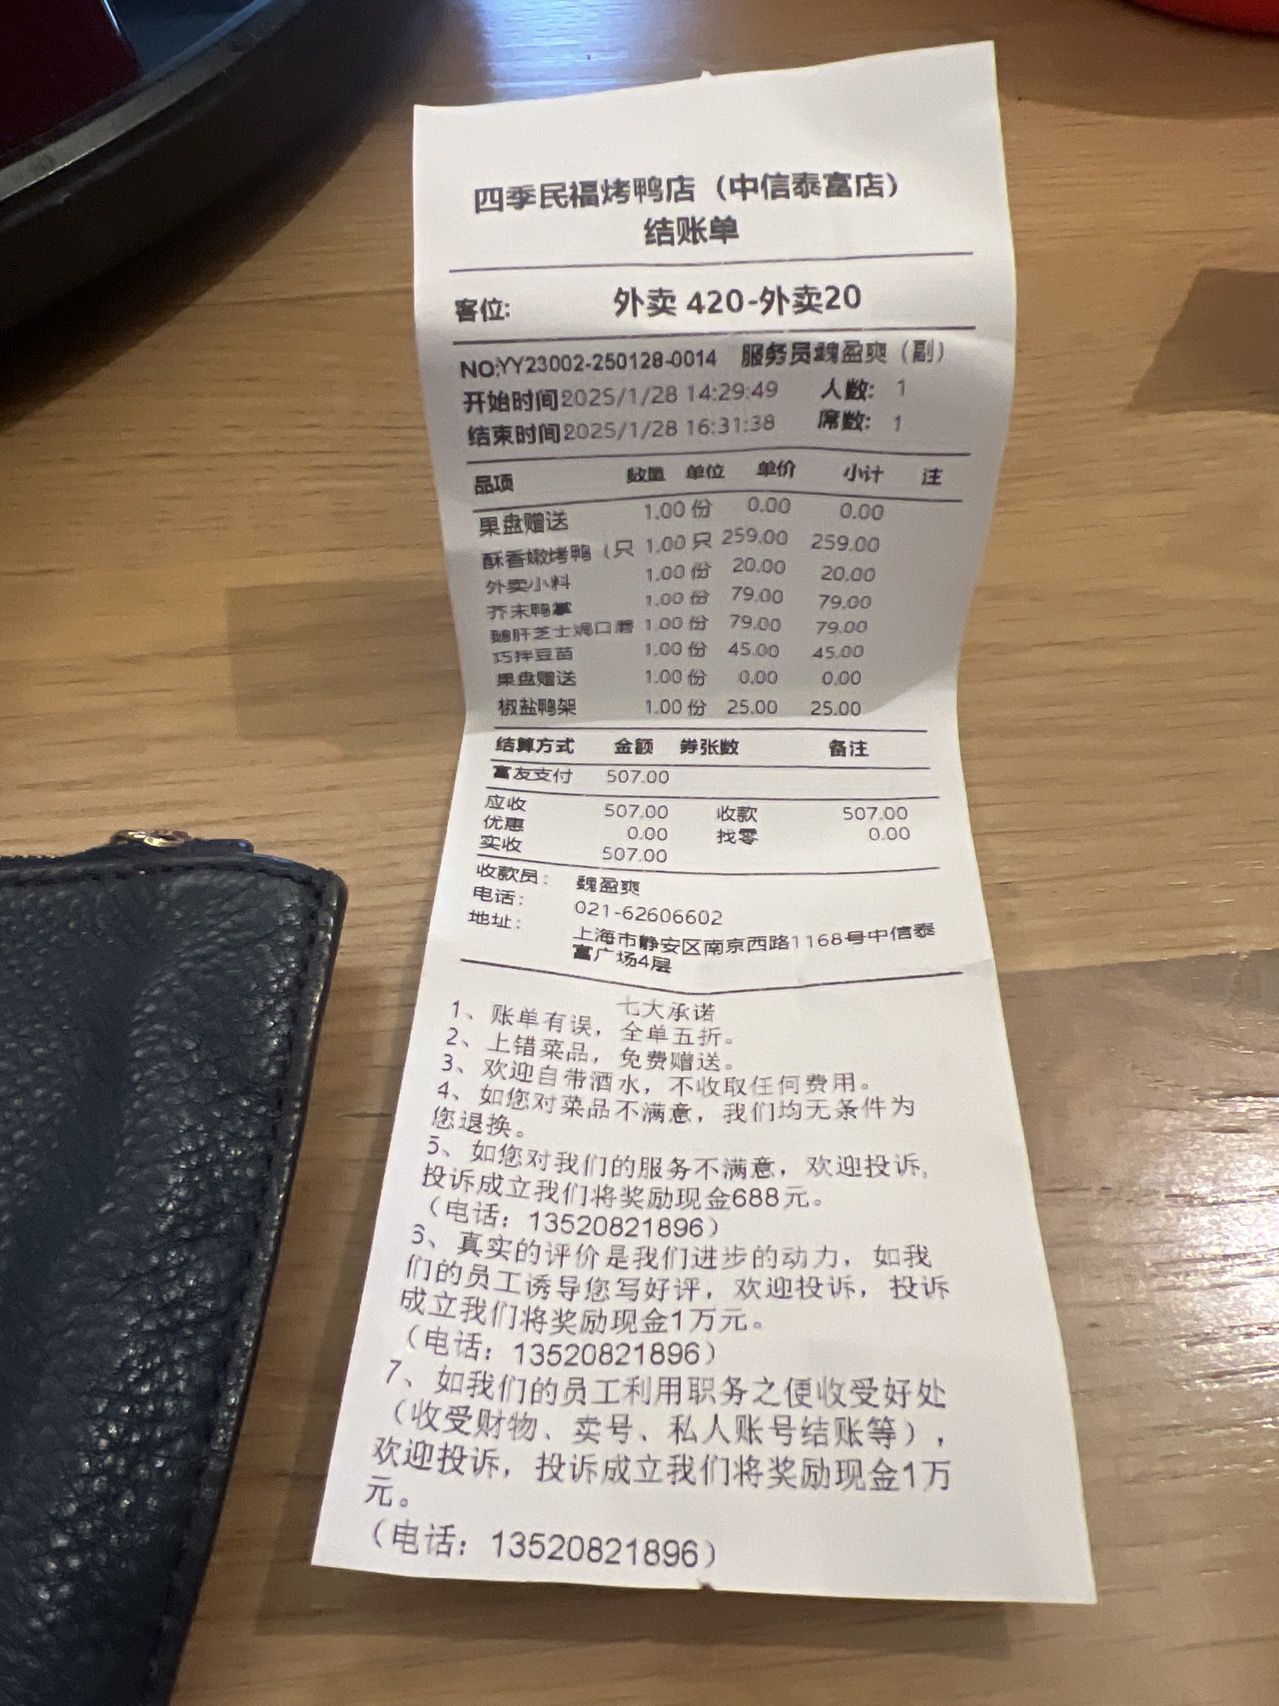 四季民福烤鸭店（中信泰富店）
结账单
客位: 外卖 420-外卖20
NO:YY23002-250128-0014 服务员魏盈爽（副）
开始时间2025/1/28 14:29:49 人数: 1
结束时间2025/1/28 16:31:38 席数: 1
品项 数量 单位 单价 小计 注
果盘赠送 1.00 份 0.00 0.00
酥香嫩烤鸭（只 1.00 只 259.00 259.00
外卖小料 1.00 份 20.00 20.00
芥末鸭掌 1.00 份 79.00 79.00
鹅肝芝士焗口蘑 1.00 份 79.00 79.00
巧拌豆苗 1.00 份 45.00 45.00
果盘赠送 1.00 份 0.00 0.00
椒盐鸭架 1.00 份 25.00 25.00
结算方式 金额 券张数 备注
富友支付 507.00
应收 507.00 收款 507.00
优惠 0.00 找零 0.00
实收 507.00
收款员: 魏盈爽
电话: 021-62606602
地址: 上海市静安区南京西路1168号中信泰
富广场4层
七大承诺
1、账单有误，全单五折。
2、上错菜品，免费赠送。
3、欢迎自带酒水，不收取任何费用。
4、如您对菜品不满意，我们均无条件为
您退换。
5、如您对我们的服务不满意，欢迎投诉,
投诉成立我们将奖励现金688元。
（电话：13520821896）
6、真实的评价是我们进步的动力，如我
们的员工诱导您写好评，欢迎投诉，投诉
成立我们将奖励现金1万元。
（电话：13520821896）
7、如我们的员工利用职务之便收受好处
（收受财物、卖号、私人账号结账等），
欢迎投诉，投诉成立我们将奖励现金1万
元。
（电话：13520821896）